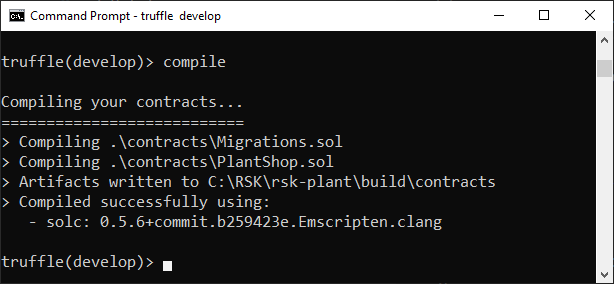 Command Prompt - truffle  develop
truffle(develop)> compile
Compiling your contracts...
===========================
> Compiling .\contracts\Migrations.sol
> Compiling .\contracts\PlantShop.sol
> Artifacts written to C:\RSK\rsk-plant\build\contracts
> Compiled successfully using:
   - solc: 0.5.6+commit.b259423e.Emscripten.clang
truffle(develop)>